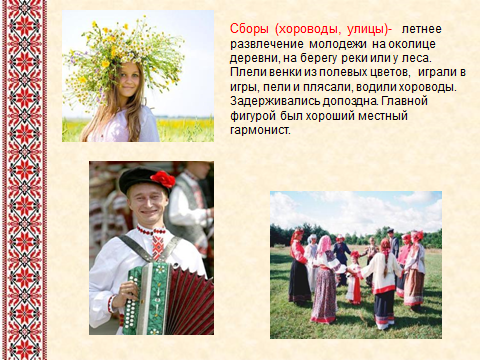 Сборы (хороводы, улицы)- летнее
развлечение молодежи на околице
деревни, на берегу реки или у леса.
Плели венки из полевых цветов, играли в
игры, пели и плясали, водили хороводы.
Задерживались допоздна. Главной
фигурой был хороший местный
гармонист.